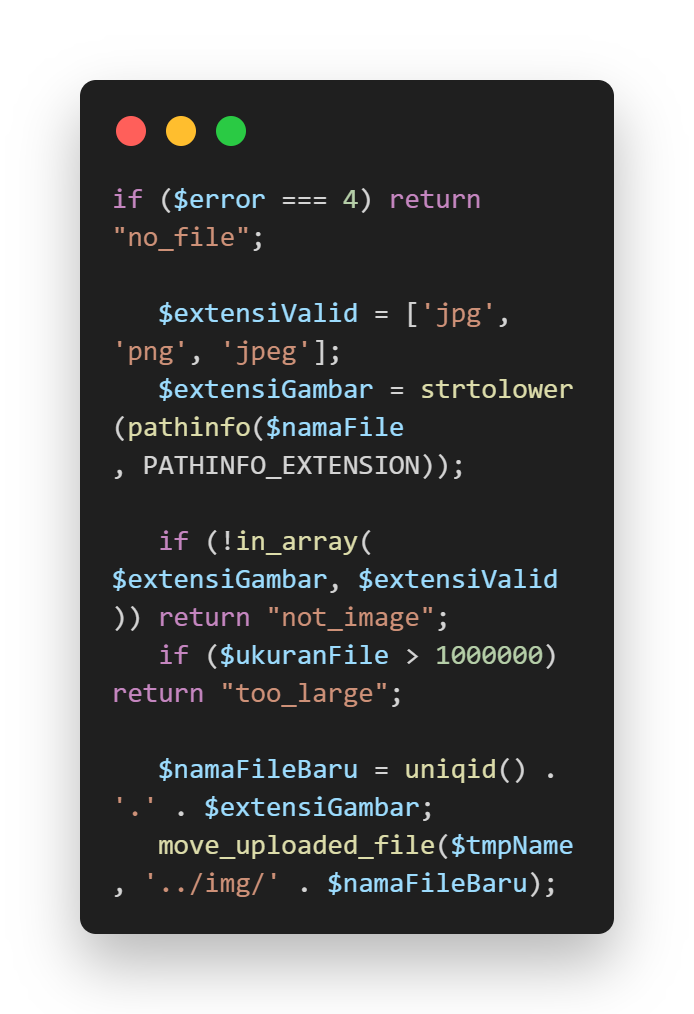 if ($error === 4) return
"no_file";
$extensiValid = ['jpg',
'png', 'jpeg'];
$extensiGambar = strtolower
(pathinfo($namaFile
, PATHINFO_EXTENSION));
if (!in_array(
$extensiGambar, $extensiValid
)) return "not_image";
if ($ukuranFile > 1000000)
return "too_large";
$namaFileBaru = uniqid() .
'.' . $extensiGambar;
move_uploaded_file($tmpName
, '../img/' . $namaFileBaru);